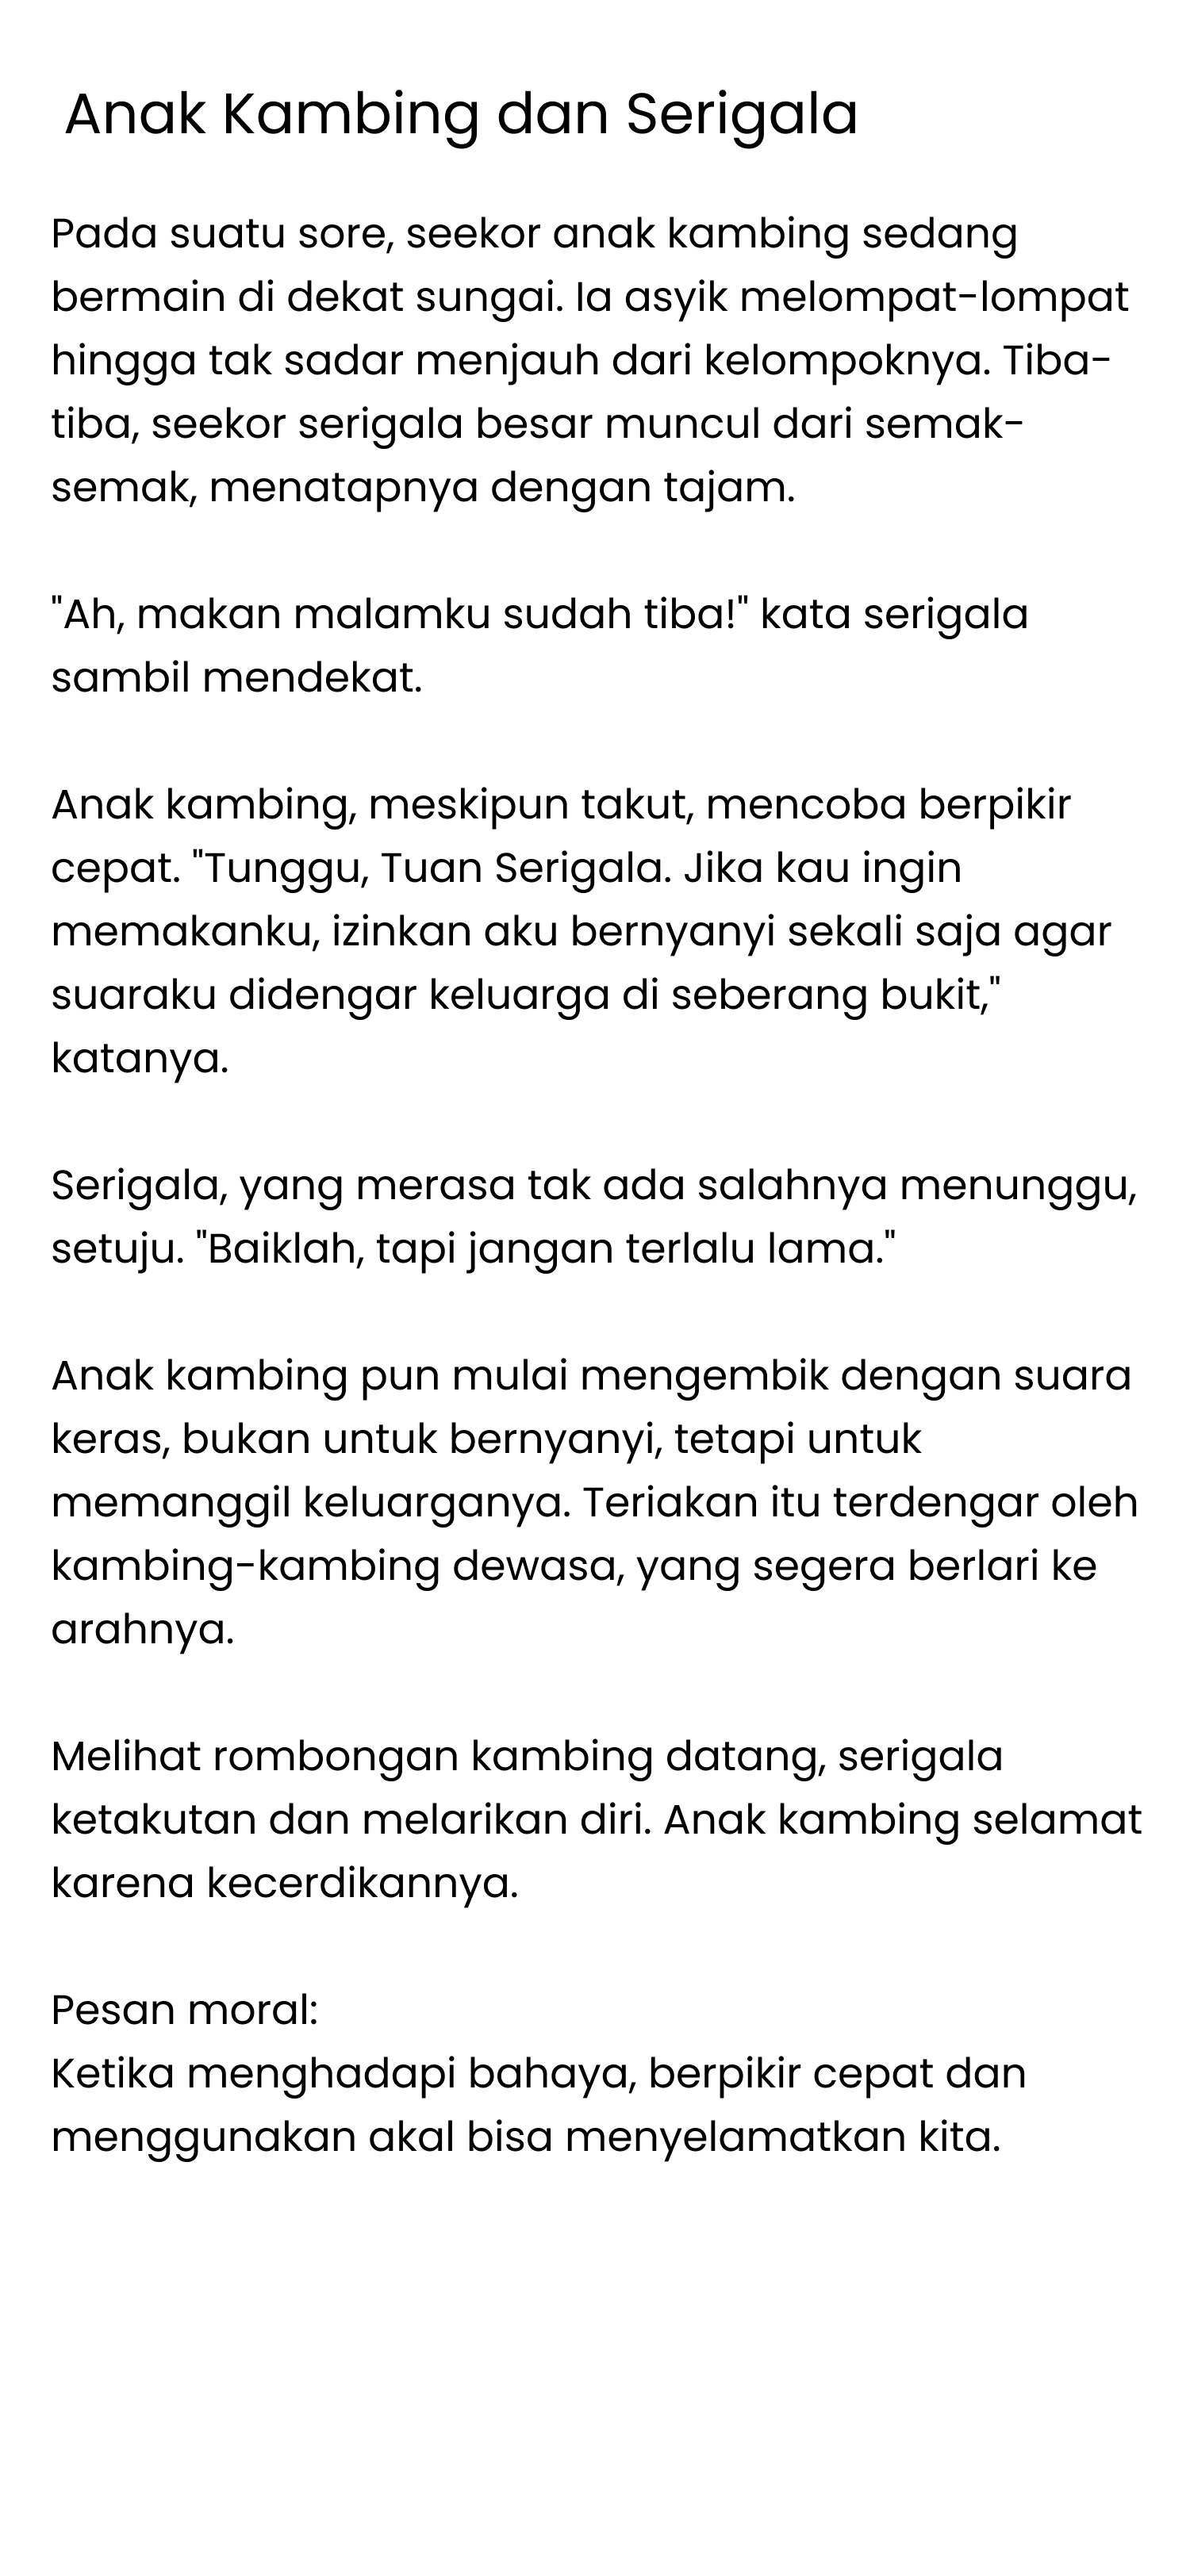 Anak Kambing dan Serigala
Pada suatu sore, seekor anak kambing sedang
bermain di dekat sungai. Ia asyik melompat-lompat
hingga tak sadar menjauh dari kelompoknya. Tiba-
tiba, seekor serigala besar muncul dari semak-
semak, menatapnya dengan tajam.
"Ah, makan malamku sudah tiba!" kata serigala
sambil mendekat.
Anak kambing, meskipun takut, mencoba berpikir
cepat. "Tunggu, Tuan Serigala. Jika kau ingin
memakanku, izinkan aku bernyanyi sekali saja agar
suaraku didengar keluarga di seberang bukit,"
katanya.
Serigala, yang merasa tak ada salahnya menunggu,
setuju. "Baiklah, tapi jangan terlalu lama."
Anak kambing pun mulai mengembik dengan suara
keras, bukan untuk bernyanyi, tetapi untuk
memanggil keluarganya. Teriakan itu terdengar oleh
kambing-kambing dewasa, yang segera berlari ke
arahnya.
Melihat rombongan kambing datang, serigala
ketakutan dan melarikan diri. Anak kambing selamat
karena kecerdikannya.
Pesan moral:
Ketika menghadapi bahaya, berpikir cepat dan
menggunakan akal bisa menyelamatkan kita.